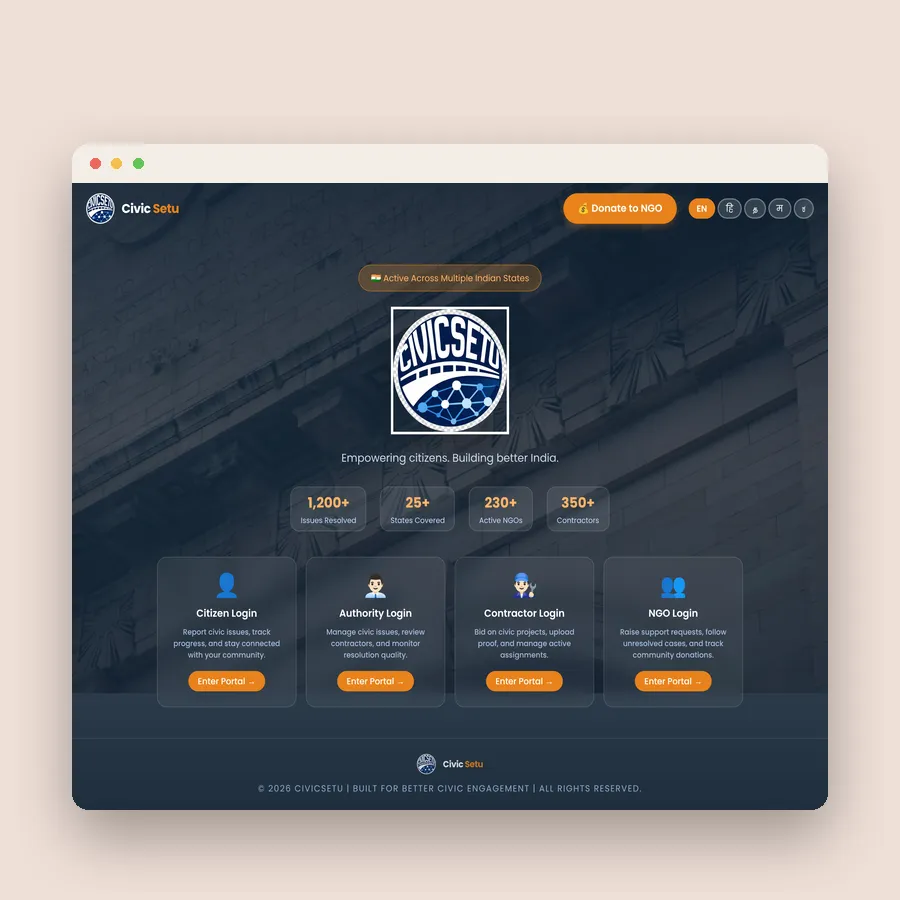 CIVICSETU
Civic Setu
💰 Donate to NGO
EN
हि
த
म
ಕ
🇮🇳 Active Across Multiple Indian States
CIVICSETU
Empowering citizens. Building better India.
1,200+
Issues Resolved
25+
States Covered
230+
Active NGOs
350+
Contractors
Citizen Login
Report civic issues, track
progress, and stay connected
with your community.
Enter Portal →
Authority Login
Manage civic issues, review
contractors, and monitor
resolution quality.
Enter Portal →
Contractor Login
Bid on civic projects, upload
proof, and manage active
assignments.
Enter Portal →
NGO Login
Raise support requests, follow
unresolved cases, and track
community donations.
Enter Portal →
CIVICSETU
Civic Setu
© 2026 CIVICSETU | BUILT FOR BETTER CIVIC ENGAGEMENT | ALL RIGHTS RESERVED.